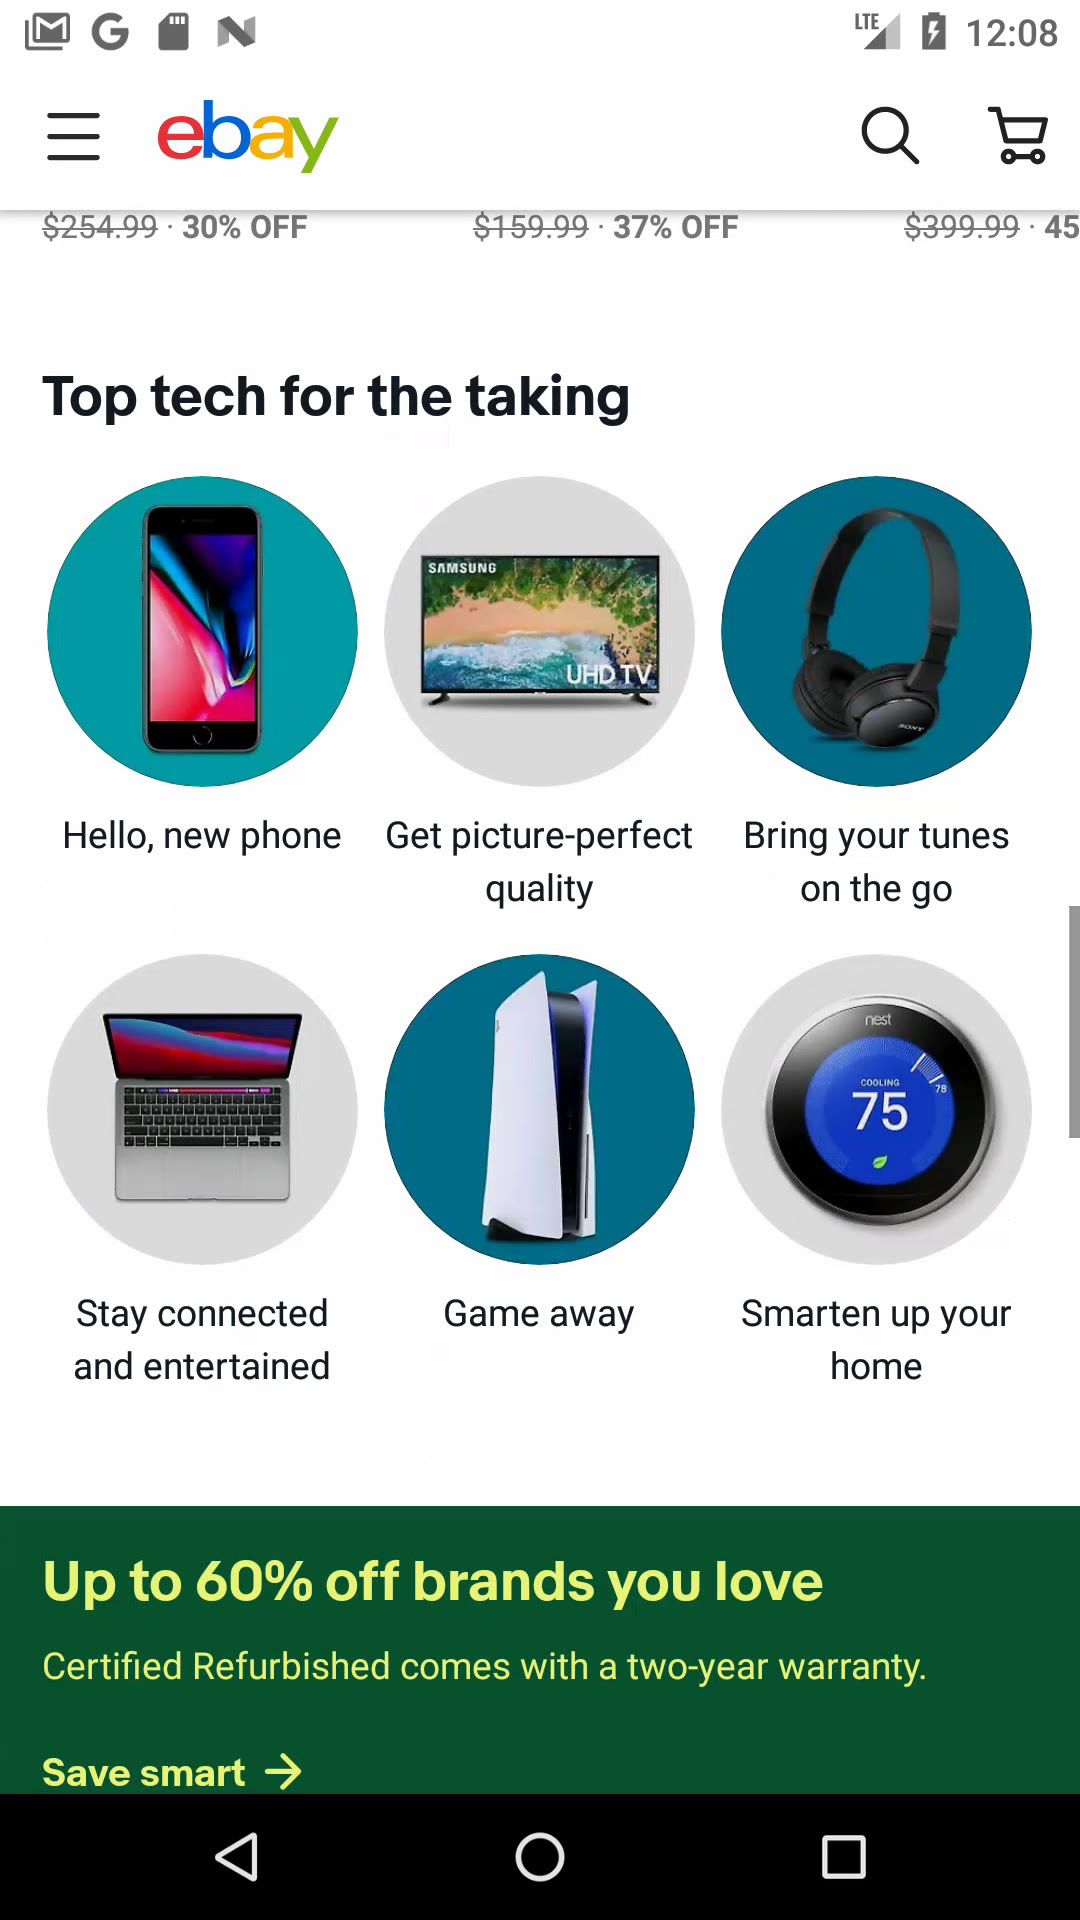 LTE 12:08
ebay
$254.99 · 30% OFF $159.99 · 37% OFF $399.99 · 45
Top tech for the taking
SAMSUNG
UHD TV
SONY
Hello, new phone
Get picture-perfect quality
Bring your tunes on the go
nest
COOLING
78
75
Stay connected and entertained
Game away
Smarten up your home
Up to 60% off brands you love
Certified Refurbished comes with a two-year warranty.
Save smart